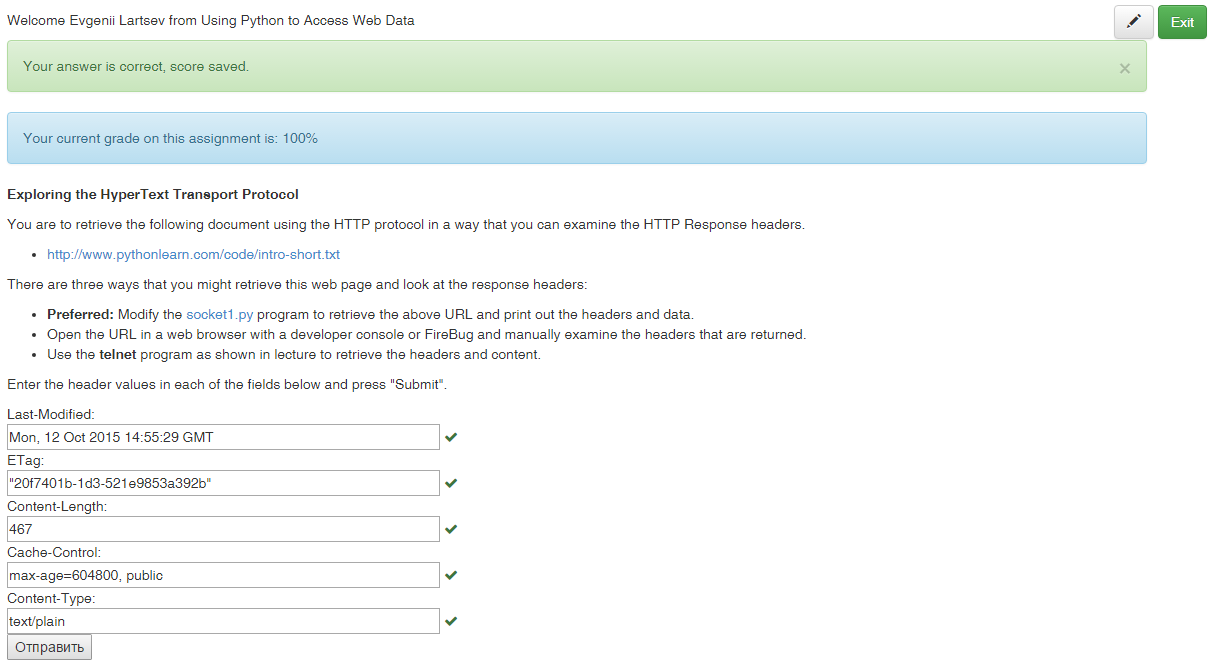 Welcome Evgenii Lartsev from Using Python to Access Web Data
Exit
Your answer is correct, score saved.
×
Your current grade on this assignment is: 100%
Exploring the HyperText Transport Protocol
You are to retrieve the following document using the HTTP protocol in a way that you can examine the HTTP Response headers.
• http://www.pythonlearn.com/code/intro-short.txt
There are three ways that you might retrieve this web page and look at the response headers:
• Preferred: Modify the socket1.py program to retrieve the above URL and print out the headers and data.
• Open the URL in a web browser with a developer console or FireBug and manually examine the headers that are returned.
• Use the telnet program as shown in lecture to retrieve the headers and content.
Enter the header values in each of the fields below and press "Submit".
Last-Modified:
Mon, 12 Oct 2015 14:55:29 GMT
ETag:
"20f7401b-1d3-521e9853a392b"
Content-Length:
467
Cache-Control:
max-age=604800, public
Content-Type:
text/plain
Отправить